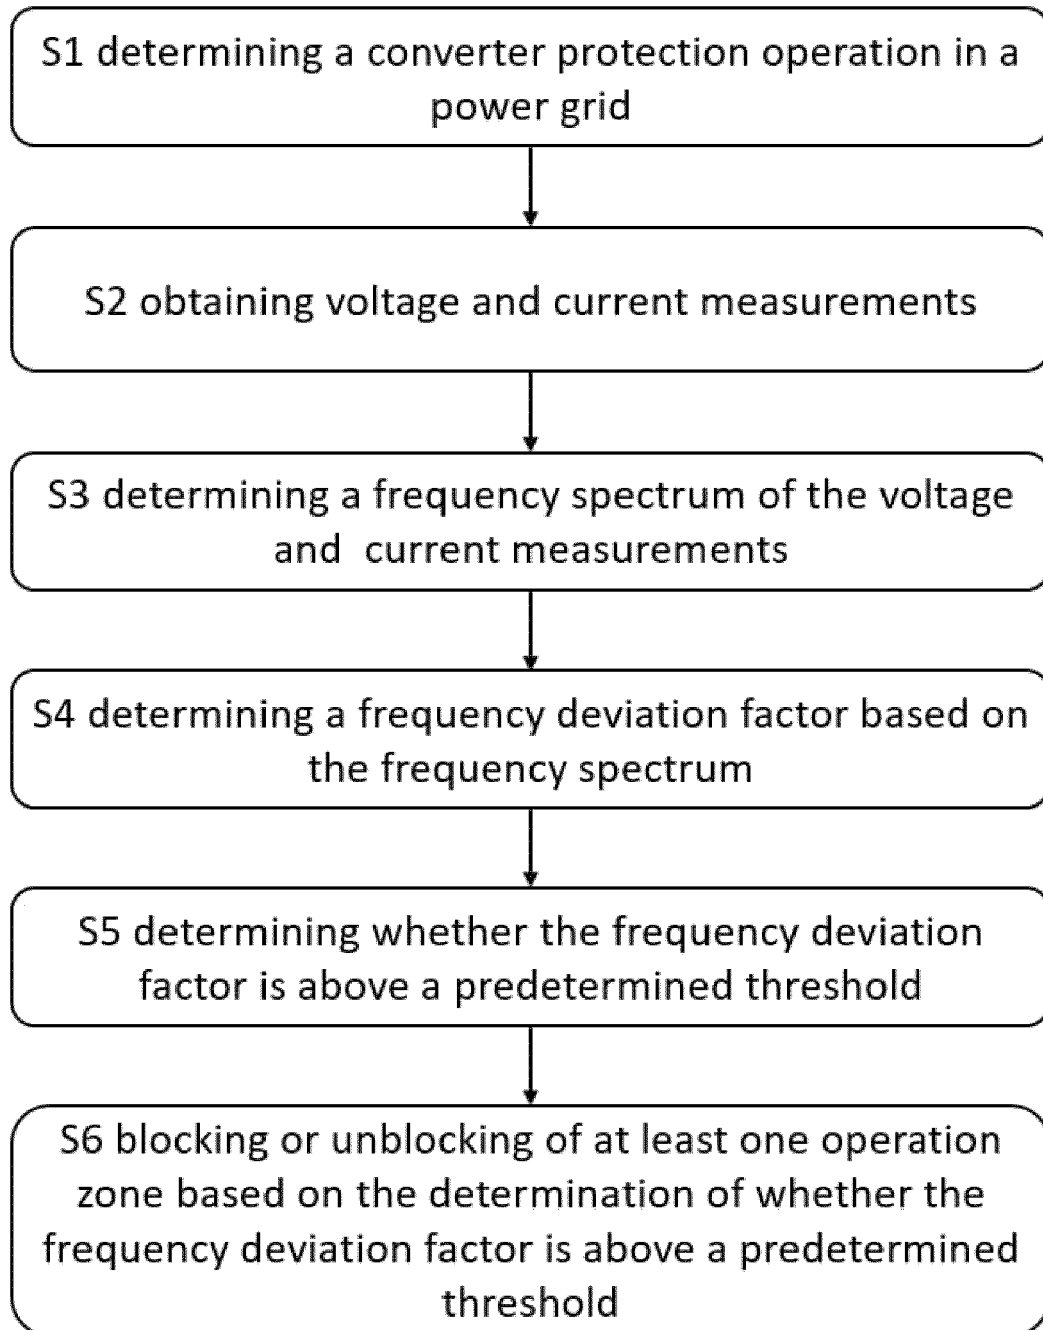 S1 determining a converter protection operation in a
power grid
S2 obtaining voltage and current measurements
S3 determining a frequency spectrum of the voltage
and  current measurements
S4 determining a frequency deviation factor based on
the frequency spectrum
S5 determining whether the frequency deviation
factor is above a predetermined threshold
S6 blocking or unblocking of at least one operation
zone based on the determination of whether the
frequency deviation factor is above a predetermined
threshold